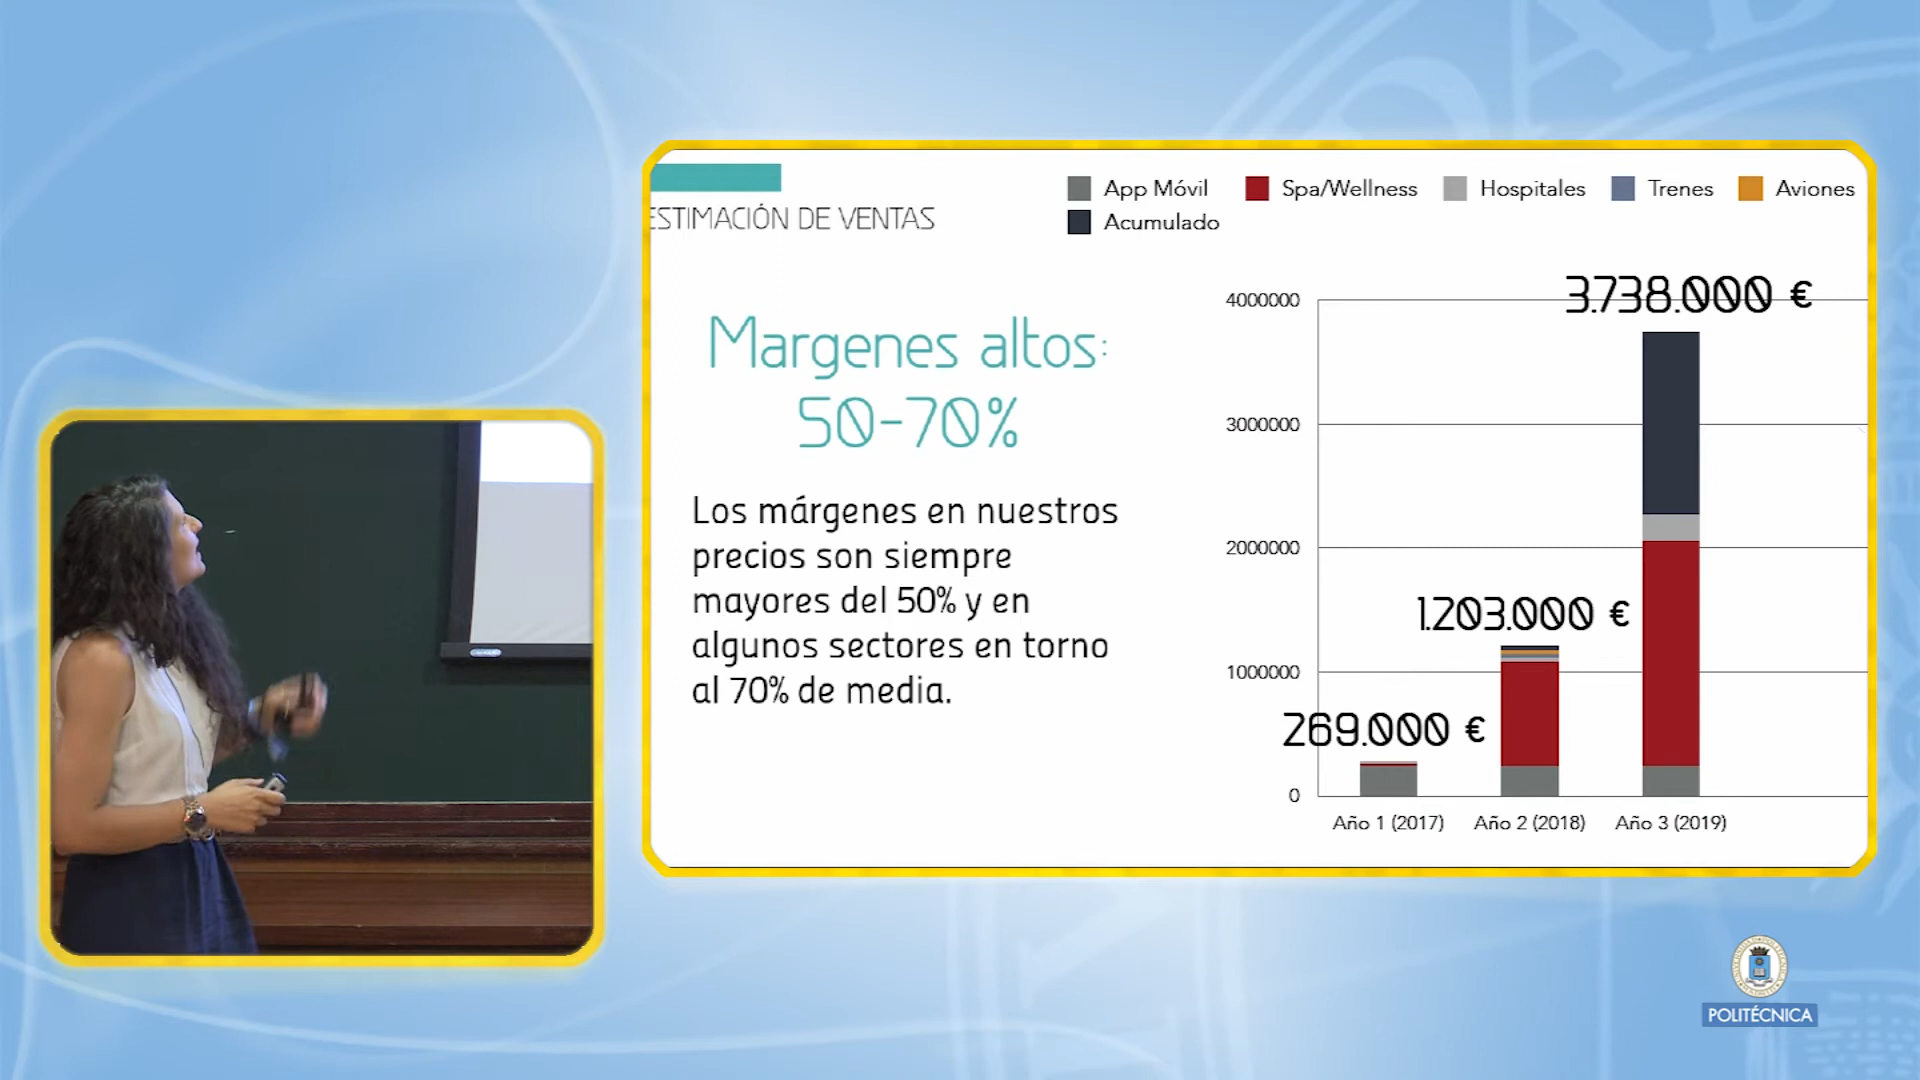 ESTIMACIÓN DE VENTAS
App Móvil
Spa/Wellness
Hospitales
Trenes
Aviones
Acumulado
Margenes altos:
50-70%
Los márgenes en nuestros
precios son siempre
mayores del 50% y en
algunos sectores en torno
al 70% de media.
4000000
3000000
2000000
1000000
0
3.738.000 €
1.203.000 €
269.000 €
Año 1 (2017)
Año 2 (2018)
Año 3 (2019)
POLITÉCNICA